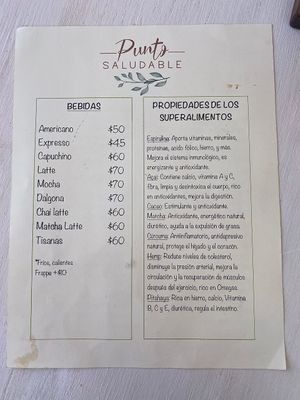 Punto
SALUDABLE
BEBIDAS
Americano $50
Expresso $45
Capuchino $60
Latte $70
Mocha $70
Dalgona $70
Chai latte $60
Matcha Latte $60
Tisanas $60
*Frios, calientes
Frappe +$10
PROPIEDADES DE LOS
SUPERALIMENTOS
Espirulina: Aporta vitaminas, minerales,
proteínas, acido fólico, hierro, y más.
Mejora el sistema inmunológico, es
energizante y antioxidante.
Açaí: Contiene calcio, vitamina A y C,
fibra, limpia y desintoxica el cuerpo, rico
en antioxidantes, mejora la digestión.
Cacao: Estimulante y antioxidante.
Matcha: Antioxidante, energético natural,
diurético, ayuda a la expulsión de grasa.
Cúrcuma: Antiinflamatorio, antidepresivo
natural, protege el hígado y el corazón.
Hemp: Reduce niveles de colesterol,
disminuye la presión arterial, mejora la
circulación y la recuperación de músculos
después del ejercicio, rico en Omegas.
Pitahaya: Rica en hierro, calcio, Vitamina
B, C y E, diurética, regula el intestino.